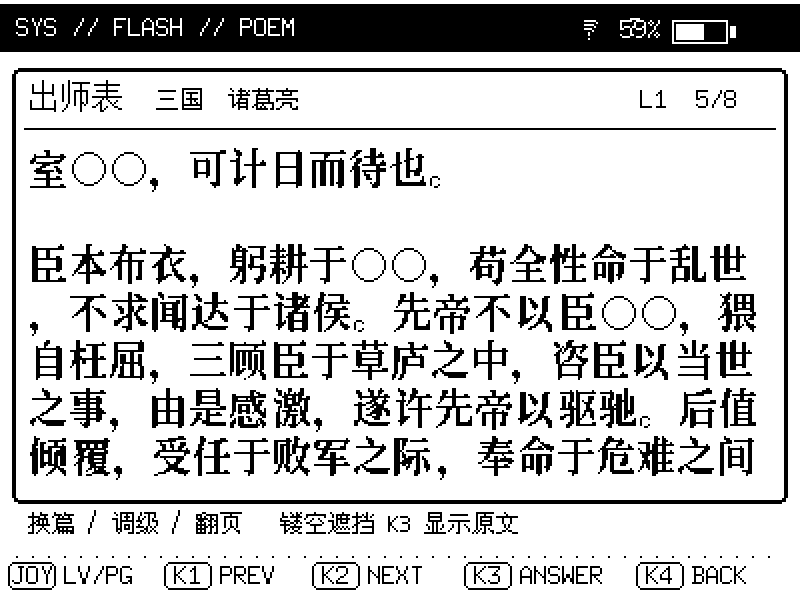 SYS // FLASH // POEM 59%
出师表 三国 诸葛亮 L1 5/8
室○○，可计日而待也。
臣本布衣，躬耕于○○，苟全性命于乱世
，不求闻达于诸侯。先帝不以臣○○，猥
自枉屈，三顾臣于草庐之中，咨臣以当世
之事，由是感激，遂许先帝以驱驰。后值
倾覆，受任于败军之际，奉命于危难之间
换篇 / 调级 / 翻页 镂空遮挡 K3 显示原文
JOY LV/PG K1 PREV K2 NEXT K3 ANSWER K4 BACK